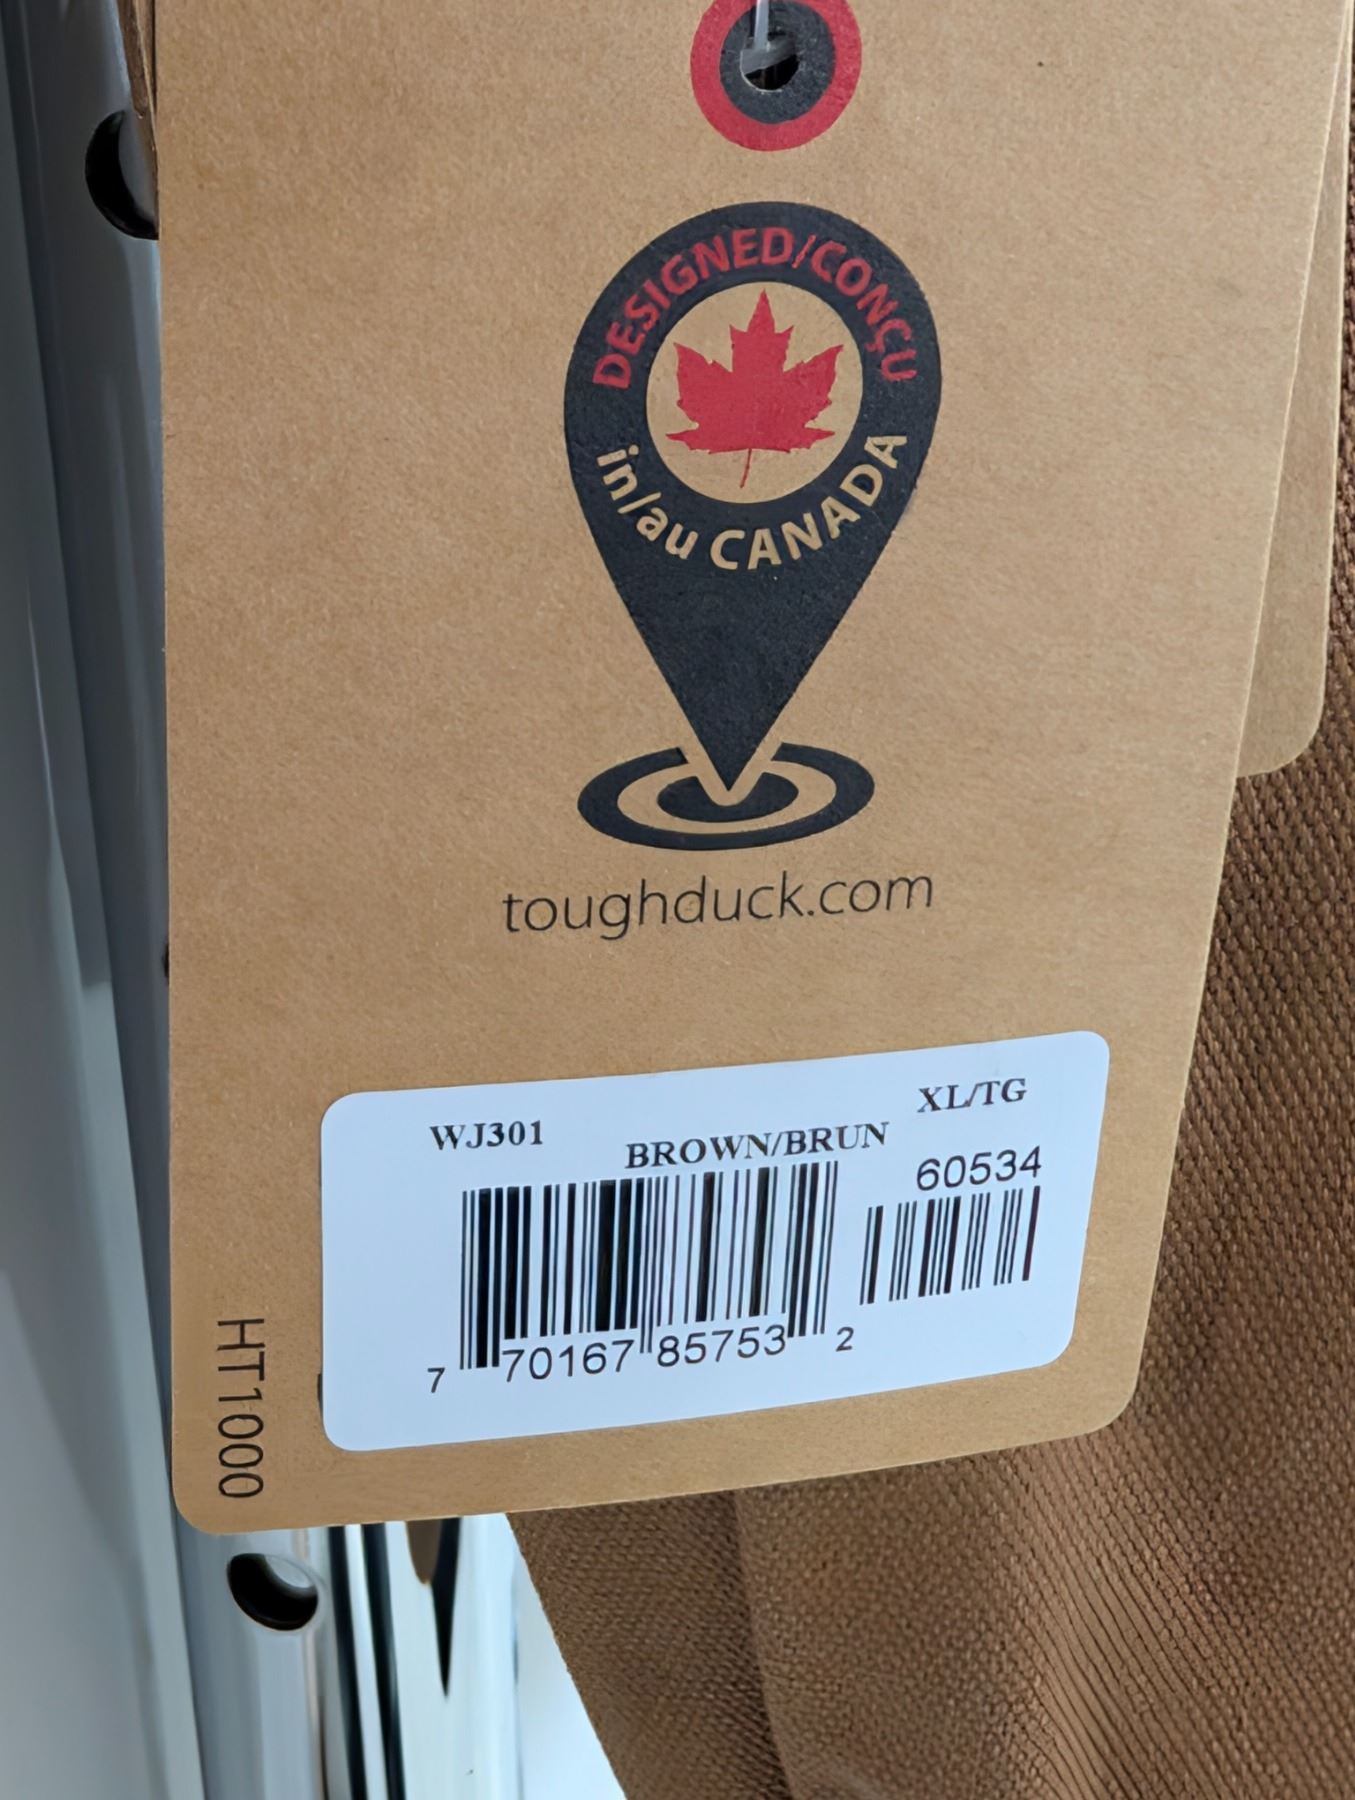 DESIGNED/CONÇU
in/au CANADA
toughduck.com
WJ301
XL/TG
BROWN/BRUN
60534
7 70167 85753 2
HT1000